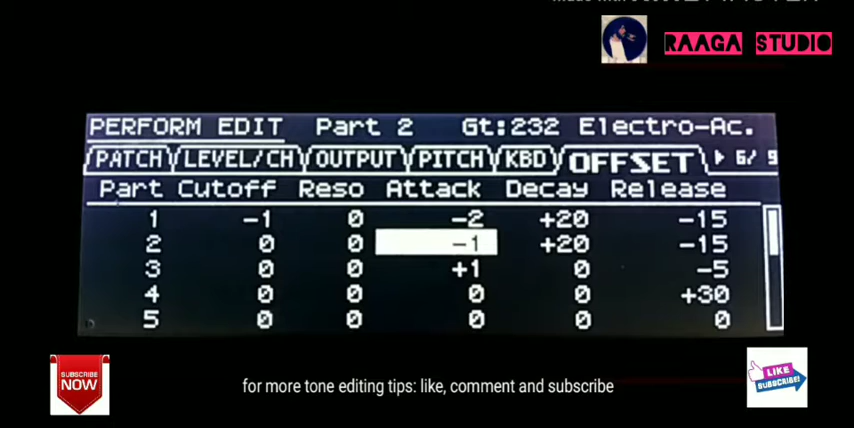 RAAGA STUDIO
PERFORM EDIT Part 2 Gt:232 Electro-Ac.
PATCH LEVEL/CH OUTPUT PITCH KBD OFFSET 6/ 9
Part Cutoff Reso Attack Decay Release
1 -1 0 -2 +20 -15
2 0 0 -1 +20 -15
3 0 0 +1 0 -5
4 0 0 0 0 +30
5 0 0 0 0 0
SUBSCRIBE
NOW
for more tone editing tips: like, comment and subscribe
LIKE
SUBSCRIBE!